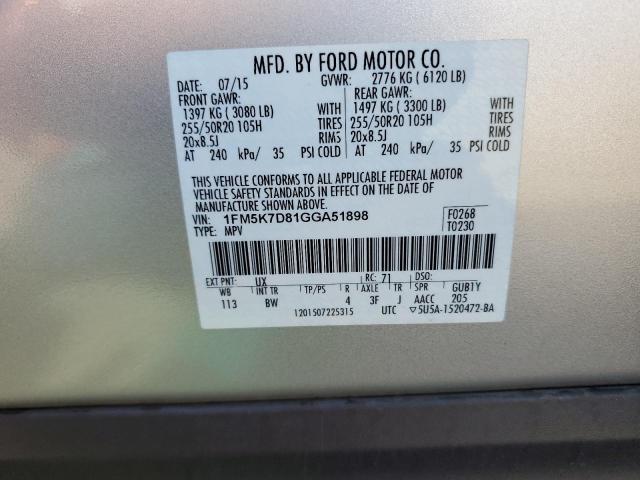 MFD. BY FORD MOTOR CO.
DATE: 07/15 GVWR: 2776 KG ( 6120 LB)
FRONT GAWR: REAR GAWR:
1397 KG ( 3080 LB) WITH 1497 KG ( 3300 LB) WITH
255/50R20 105H TIRES 255/50R20 105H TIRES
20x8.5J RIMS 20x8.5J RIMS
AT 240 kPa/ 35 PSI COLD AT 240 kPa/ 35 PSI COLD
THIS VEHICLE CONFORMS TO ALL APPLICABLE FEDERAL MOTOR
VEHICLE SAFETY STANDARDS IN EFFECT ON THE DATE OF
MANUFACTURE SHOWN ABOVE.
VIN: 1FM5K7D81GGA51898 F0268
TYPE: MPV T0230
EXT PNT: UX RC: 71 DSO:
WB INT TR TP/PS R AXLE TR SPR GUB1Y
113 BW 4 3F J AACC 205
1201507225315 UTC ▽5U5A-1520472-BA